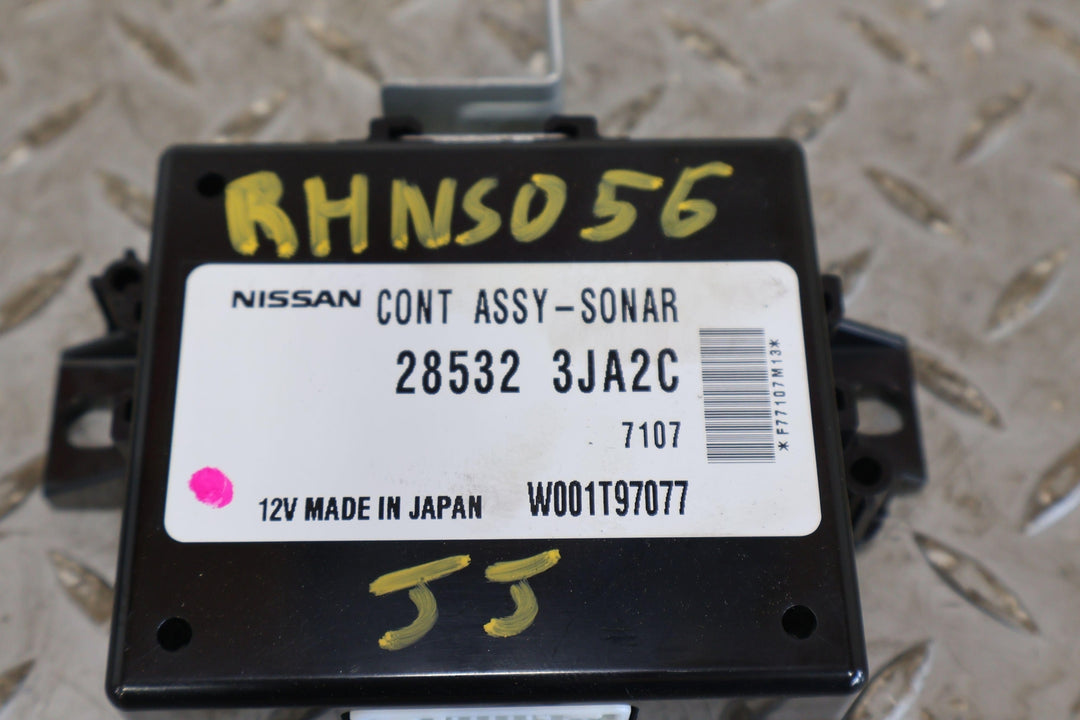 RHNS056
NISSAN CONT ASSY-SONAR
28532 3JA2C
7107
*F77107M13*
12V MADE IN JAPAN W001T97077
JJ